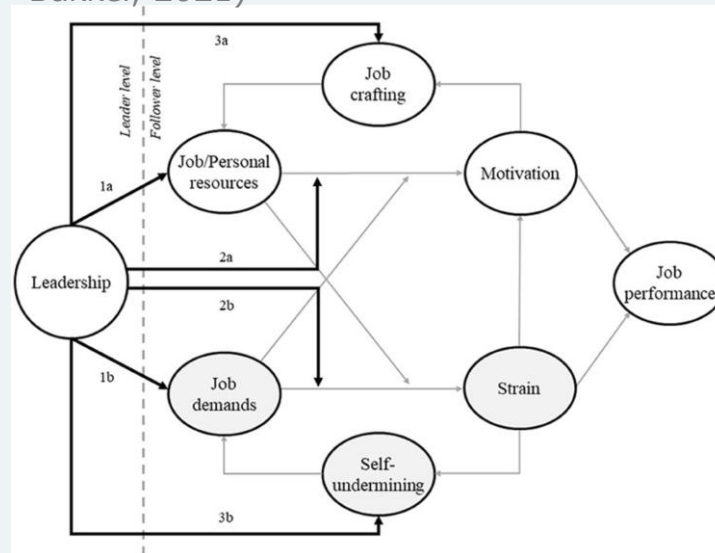 3a
Job
crafting
Leader level
Follower level
Job/Personal
resources
1a
Motivation
2a
Leadership
Job
performance
2b
1b
Job
demands
Strain
Self-
undermining
3b